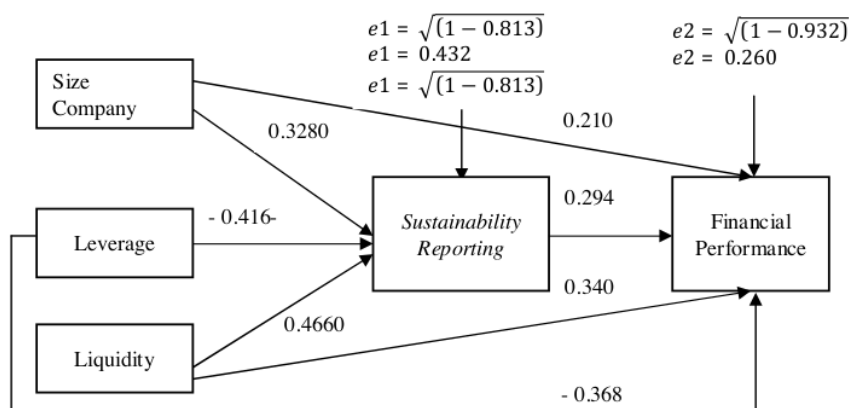 e1 = √(1 − 0.813)
e1 = 0.432
e1 = √(1 − 0.813)
e2 = √(1 − 0.932)
e2 = 0.260
Size
Company
0.3280
0.210
- 0.416-
Leverage
Sustainability
Reporting
0.294
Financial
Performance
0.340
0.4660
Liquidity
- 0.368